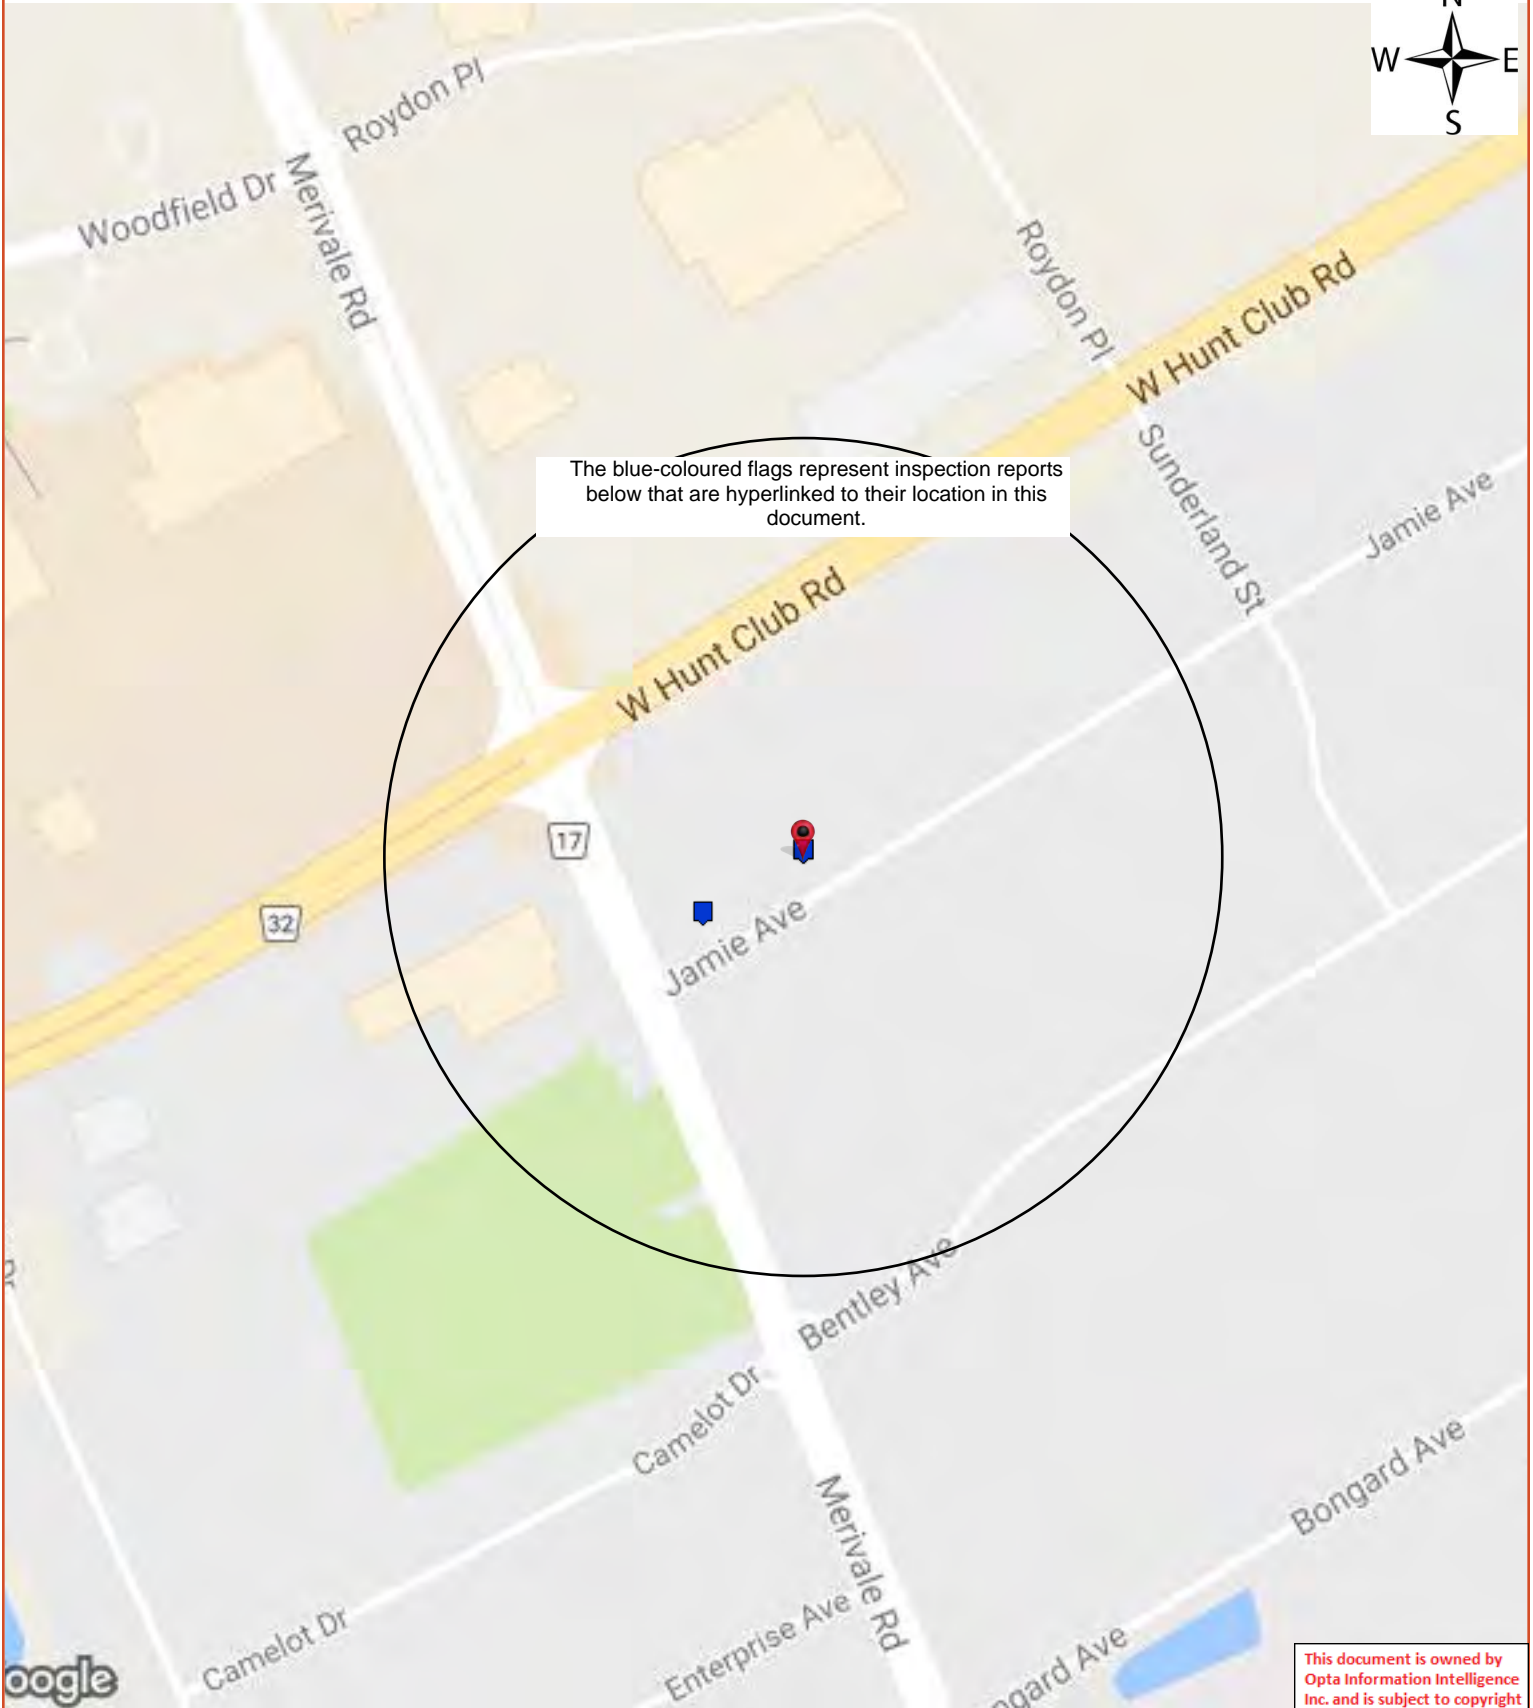 N
W
E
S
Roydon Pl
Woodfield Dr
Merivale Rd
Roydon Pl
W Hunt Club Rd
The blue-coloured flags represent inspection reports
below that are hyperlinked to their location in this
document.
Sunderland St
Jamie Ave
W Hunt Club Rd
17
32
Jamie Ave
Bentley Ave
Camelot Dr
Merivale Rd
Bongard Ave
Camelot Dr
Enterprise Ave
ngard Ave
oogle
This document is owned by
Opta Information Intelligence
Inc. and is subject to copyright